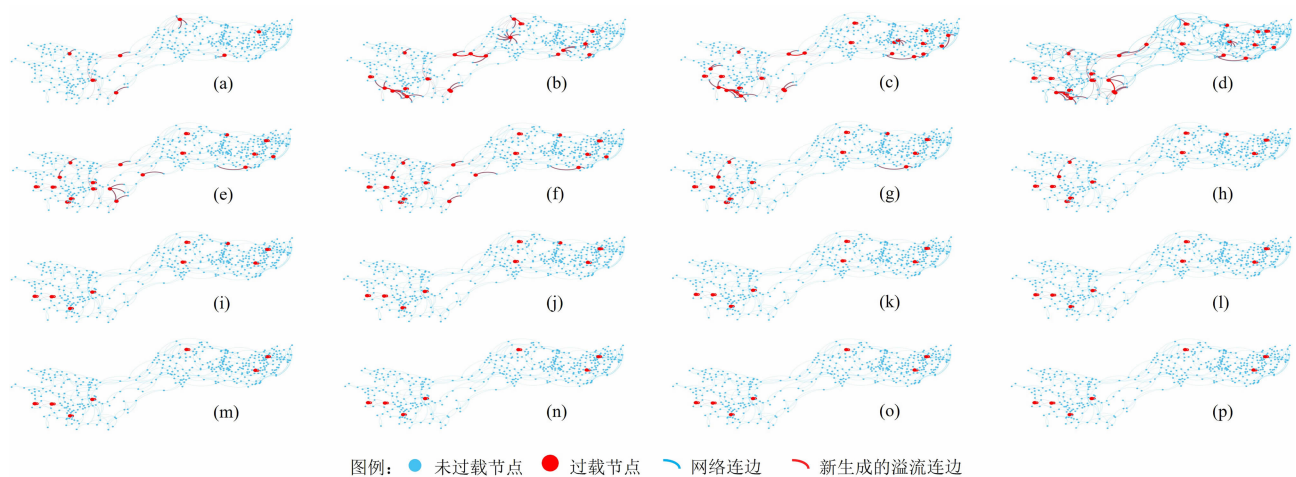 (a) (b) (c) (d)
(e) (f) (g) (h)
(i) (j) (k) (l)
(m) (n) (o) (p)
图例： 未过载节点 过载节点 网络连边 新生成的溢流连边